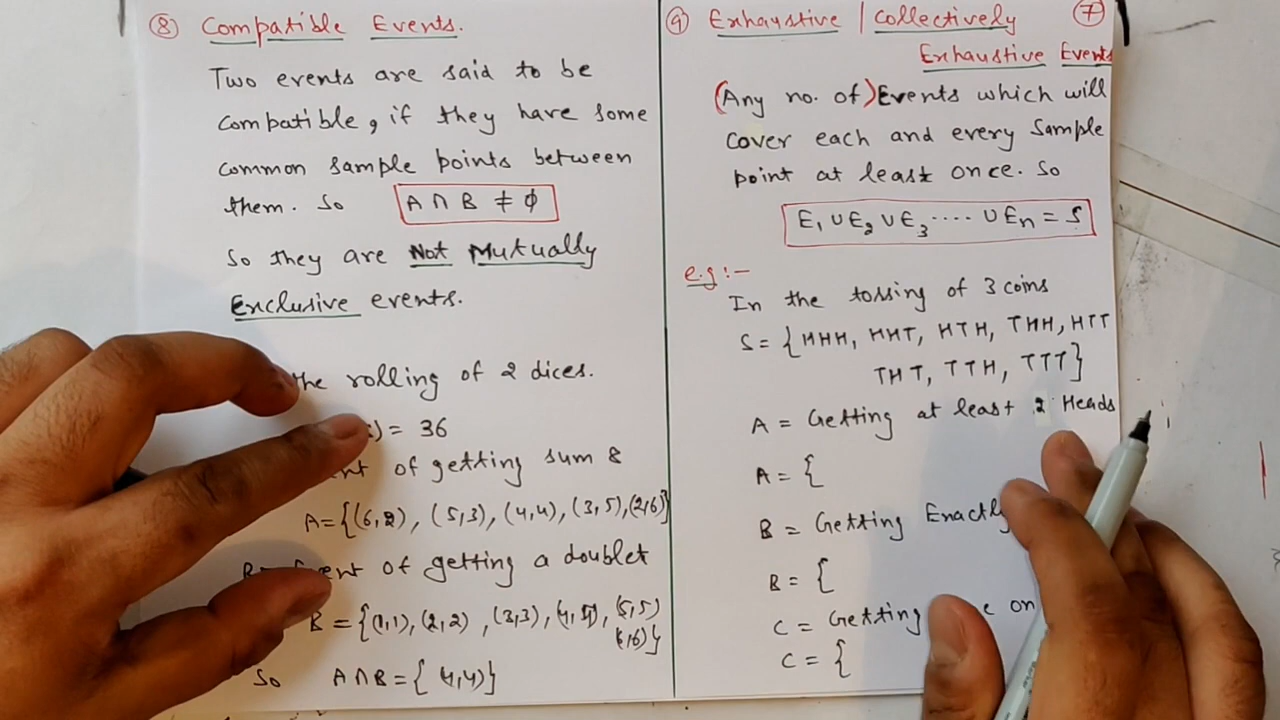 ⑧ Compatible Events.
Two events are said to be
Compatible, if they have some
common sample points between
them. So A ∩ B ≠ ϕ
So they are Not Mutually
Exclusive events.
the rolling of 2 dices.
) = 36
of getting sum 8
A={(6,2), (5,3), (4,4), (3,5),(2,6)}
of getting a doublet
B = {(1,1),(2,2),(3,3),(4,4),(5,5)
6,6)}
So A∩B = { 4,4)}
⑨ Exhaustive / Collectively ⑦
Exhaustive Events
(Any no. of) Events which will
Cover each and every Sample
point at least once. So
E₁ ∪ E₂ ∪ E₃ ..... ∪ En = S
e.g :-
In the tossing of 3 coins
S = {HHH, HHT, HTH, THH, HTT
THT, TTH, TTT}
A = Getting at least 2 Heads
A = {
B = Getting Exactly
B = {
C = Getting on
C = {